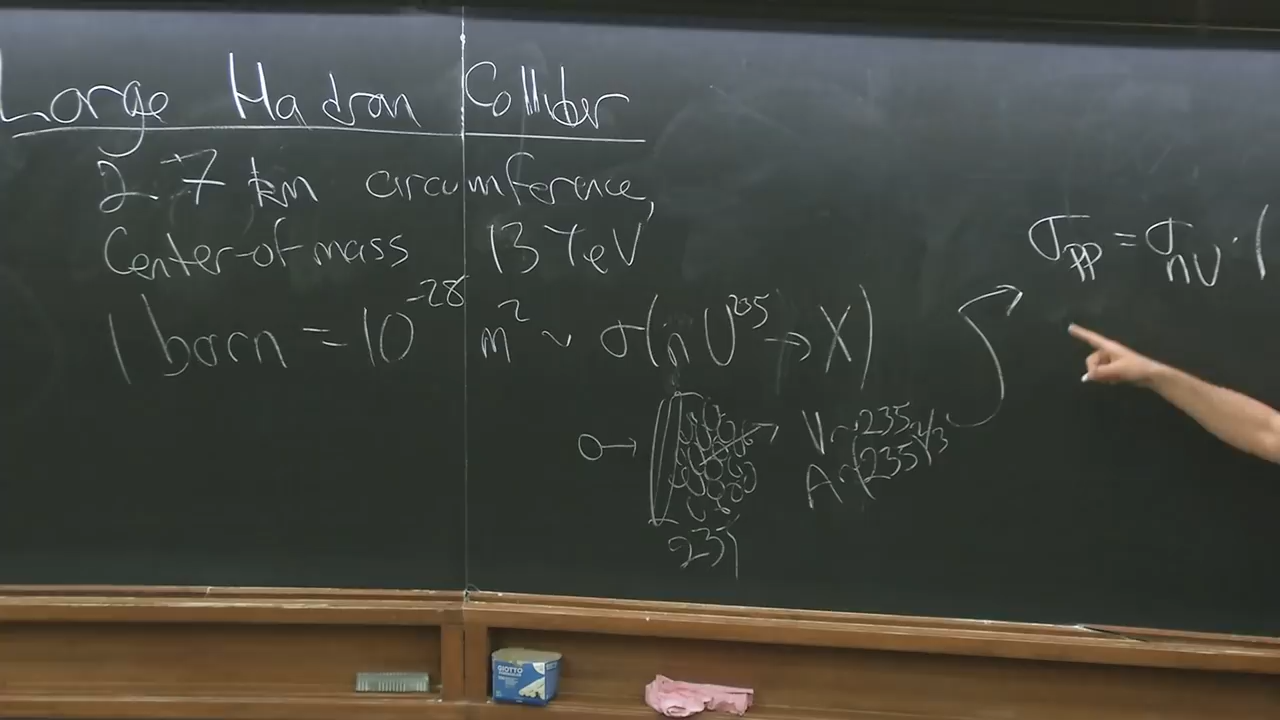 Large Hadron Collider
27 km circumference,
Center-of mass 13 TeV
1 barn = 10^-28 m^2 ~ σ(n U^235 → X)
σ_pp = σ_nU · (
V ~ 235
A ~ (235)^2/3
235
GIOTTO